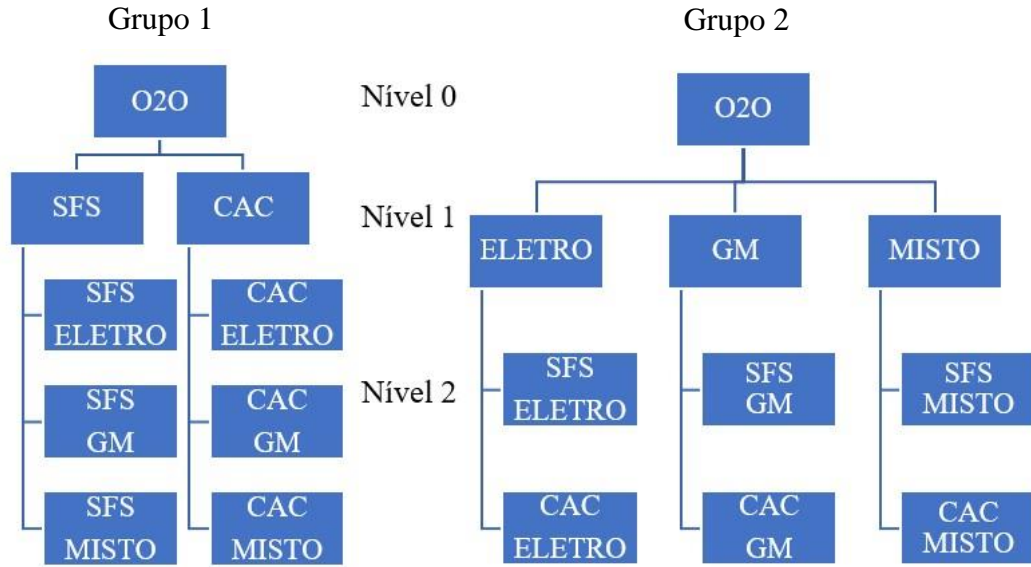 Grupo 1
O2O
SFS
CAC
SFS
ELETRO
CAC
ELETRO
SFS
GM
CAC
GM
SFS
MISTO
CAC
MISTO
Nível 0
Nível 1
Nível 2
Grupo 2
O2O
ELETRO
GM
MISTO
SFS
ELETRO
SFS
GM
SFS
MISTO
CAC
ELETRO
CAC
GM
CAC
MISTO